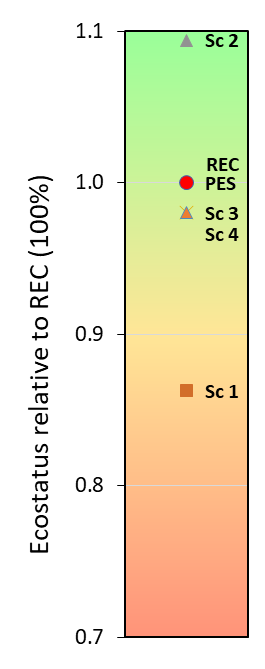 Ecostatus relative to REC (100%)
1.1
Sc 2
REC
1.0
PES
Sc 3
Sc 4
0.9
Sc 1
0.8
0.7